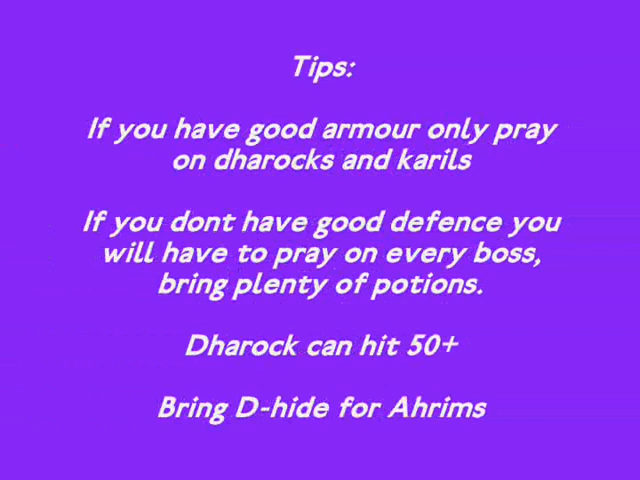 Tips:
If you have good armour only pray
on dharocks and karils
If you dont have good defence you
will have to pray on every boss,
bring plenty of potions.
Dharock can hit 50+
Bring D-hide for Ahrims